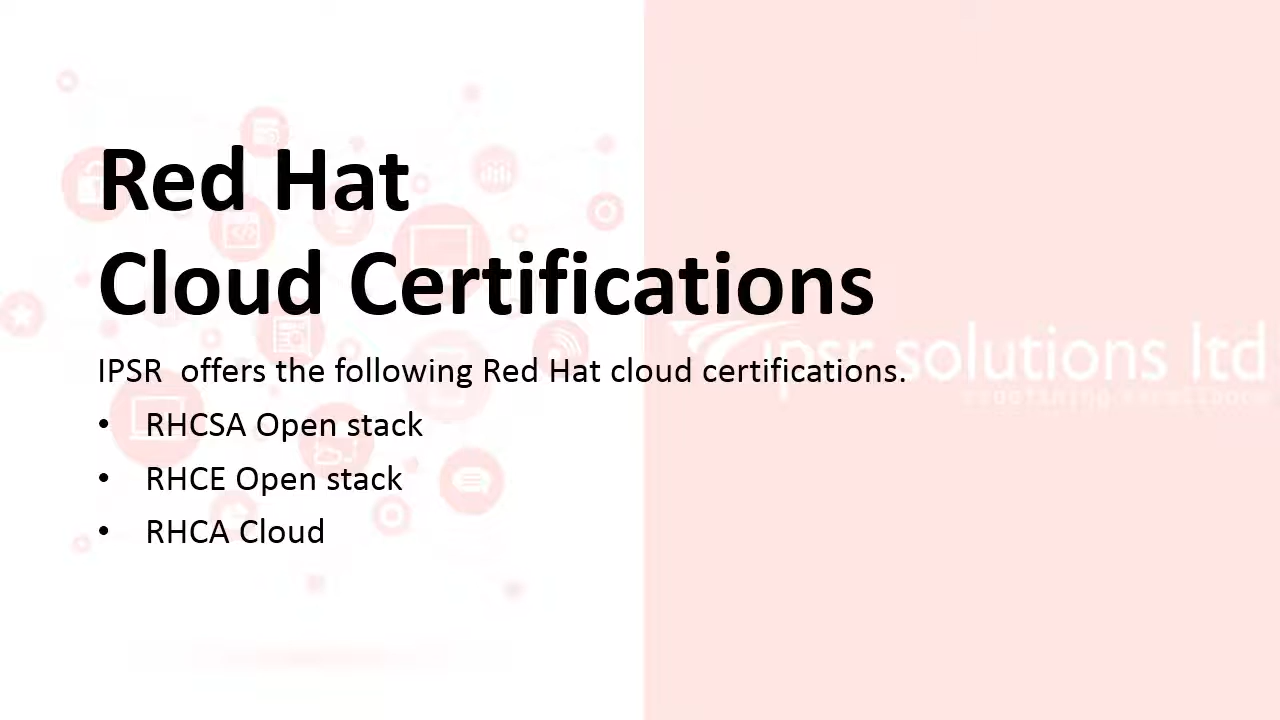 Red Hat
Cloud Certifications
IPSR offers the following Red Hat cloud certifications.
ipsr solutions ltd
• RHCSA Open stack
• RHCE Open stack
• RHCA Cloud